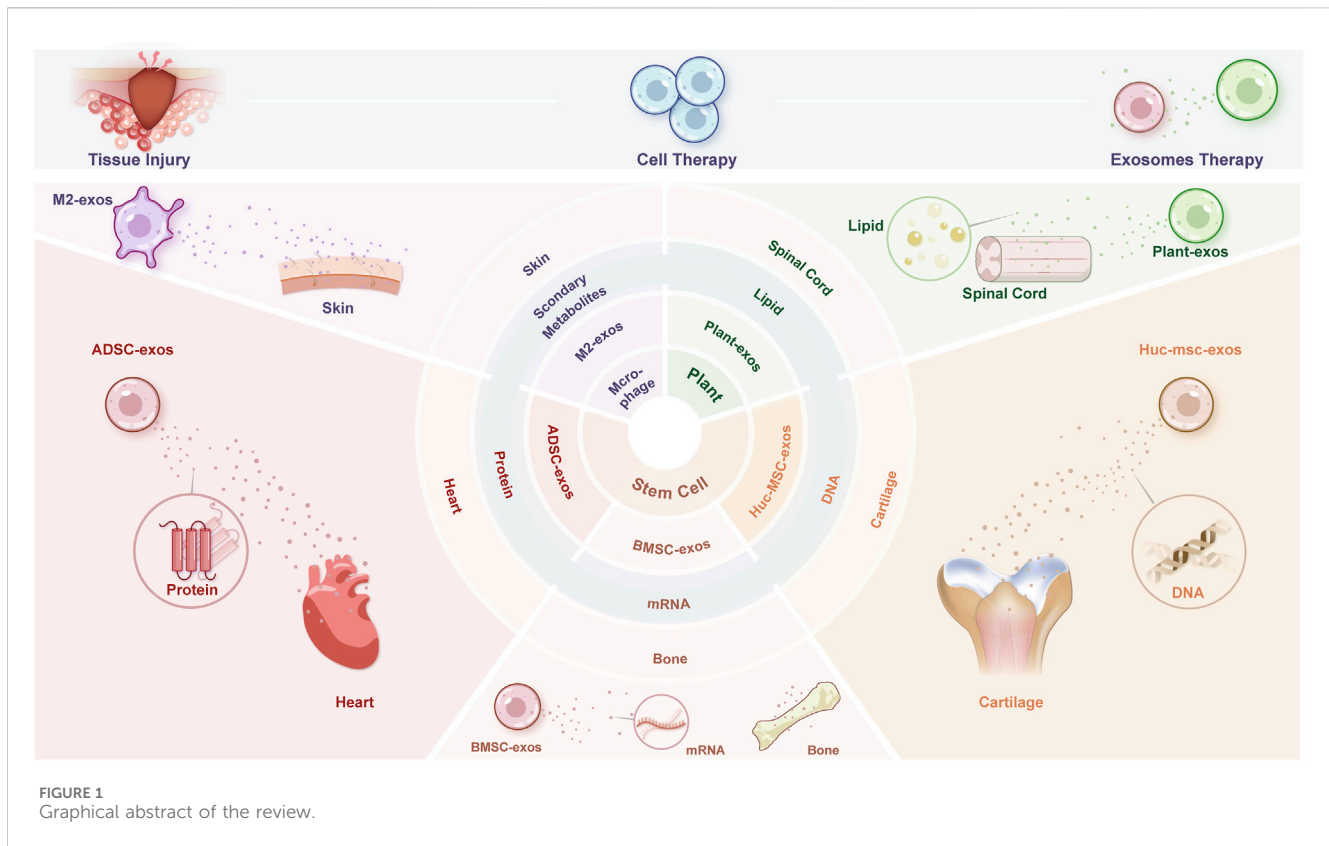 Tissue Injury
Cell Therapy
Exosomes Therapy
M2-exos
Skin
Lipid
Spinal Cord
Plant-exos
ADSC-exos
Protein
Heart
Huc-msc-exos
DNA
Cartilage
BMSC-exos
mRNA
Bone
Skin
Scondary
Metabolites
M2-exos
Mcro-
phage
Spinal Cord
Lipid
Plant-exos
Plant
Heart
Protein
ADSC-exos
Stem Cell
Huc-MSC-exos
DNA
Cartilage
BMSC-exos
mRNA
Bone
FIGURE 1
Graphical abstract of the review.